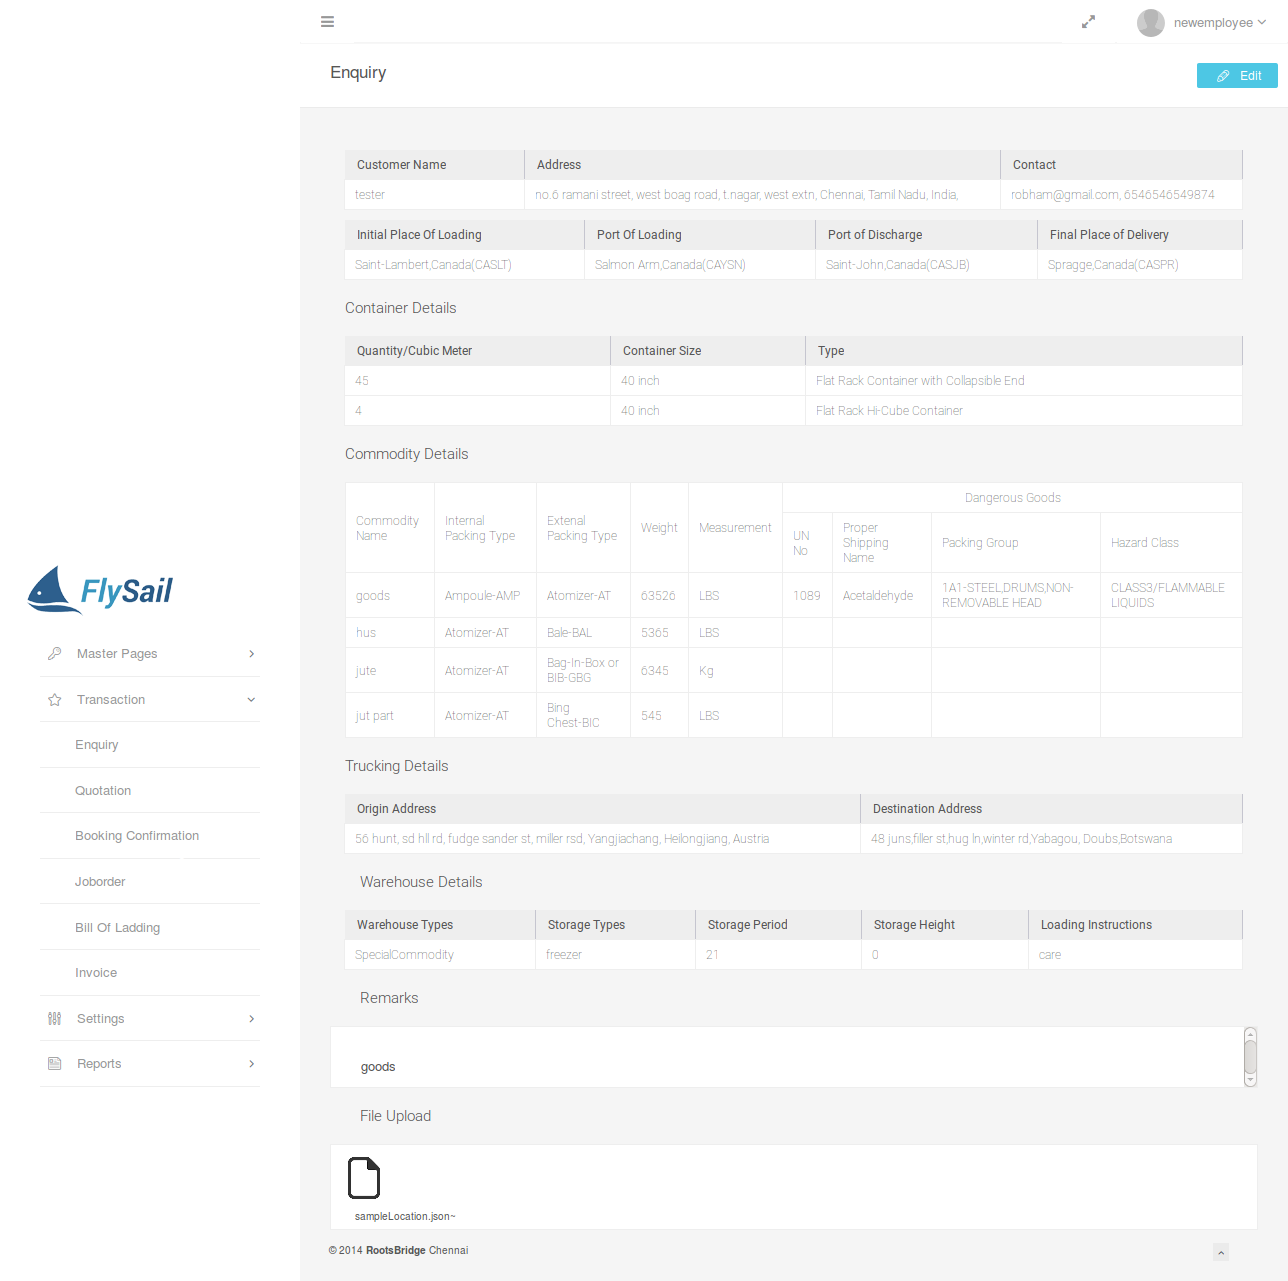 newemployee
Enquiry
Edit
Customer Name Address Contact
tester no.6 ramani street, west boag road, t.nagar, west extn, Chennai, Tamil Nadu, India, robham@gmail.com, 6546546549874
Initial Place Of Loading Port Of Loading Port of Discharge Final Place of Delivery
Saint-Lambert,Canada(CASLT) Salmon Arm,Canada(CAYSN) Saint-John,Canada(CASJB) Spragge,Canada(CASPR)
Container Details
Quantity/Cubic Meter Container Size Type
45 40 inch Flat Rack Container with Collapsible End
4 40 inch Flat Rack Hi-Cube Container
Commodity Details
Dangerous Goods
Commodity Name Internal Packing Type Extenal Packing Type Weight Measurement UN No Proper Shipping Name Packing Group Hazard Class
goods Ampoule-AMP Atomizer-AT 63526 LBS 1089 Acetaldehyde 1A1-STEEL,DRUMS,NON-REMOVABLE HEAD CLASS3/FLAMMABLE LIQUIDS
hus Atomizer-AT Bale-BAL 5365 LBS
jute Atomizer-AT Bag-In-Box or BIB-GBG 6345 Kg
jut part Atomizer-AT Bing Chest-BIC 545 LBS
Trucking Details
Origin Address Destination Address
56 hunt, sd hll rd, fudge sander st, miller rsd, Yangjiachang, Heilongjiang, Austria 48 juns,filler st,hug ln,winter rd,Yabagou, Doubs,Botswana
Warehouse Details
Warehouse Types Storage Types Storage Period Storage Height Loading Instructions
SpecialCommodity freezer 21 0 care
Remarks
goods
File Upload
sampleLocation.json~
© 2014 RootsBridge Chennai
FlySail
Master Pages
Transaction
Enquiry
Quotation
Booking Confirmation
Joborder
Bill Of Ladding
Invoice
Settings
Reports